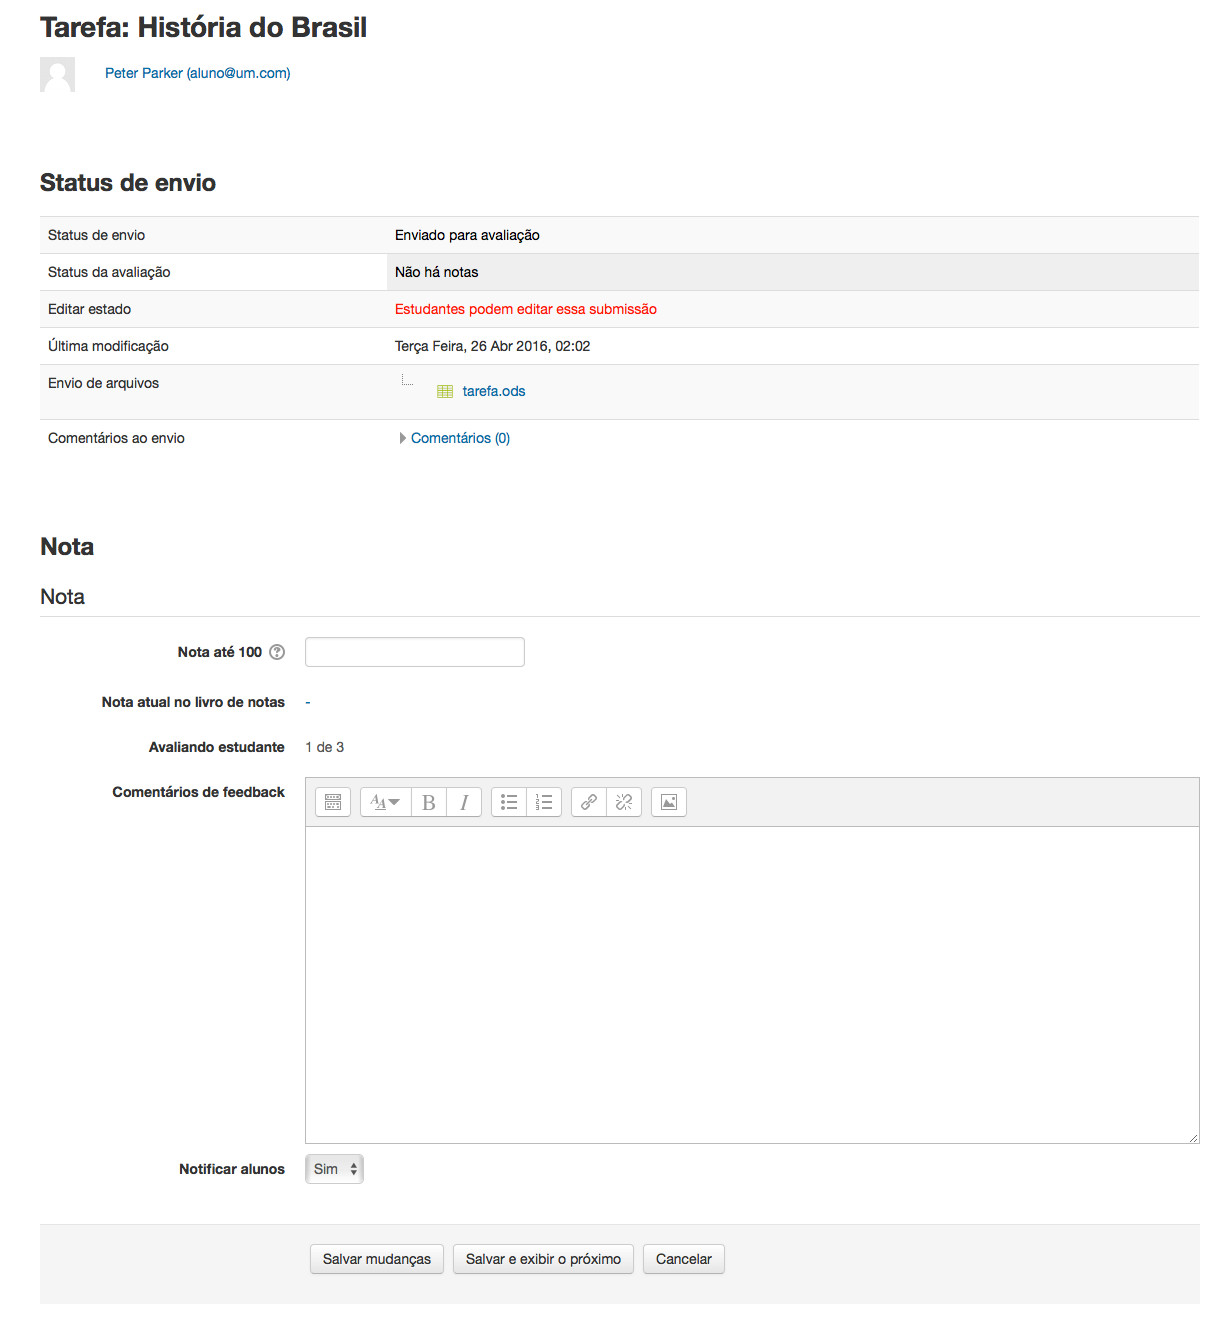 Tarefa: História do Brasil
Peter Parker (aluno@um.com)
Status de envio
Status de envio Enviado para avaliação
Status da avaliação Não há notas
Editar estado Estudantes podem editar essa submissão
Última modificação Terça Feira, 26 Abr 2016, 02:02
Envio de arquivos tarefa.ods
Comentários ao envio Comentários (0)
Nota
Nota
Nota até 100
Nota atual no livro de notas -
Avaliando estudante 1 de 3
Comentários de feedback
Notificar alunos Sim
Salvar mudanças Salvar e exibir o próximo Cancelar